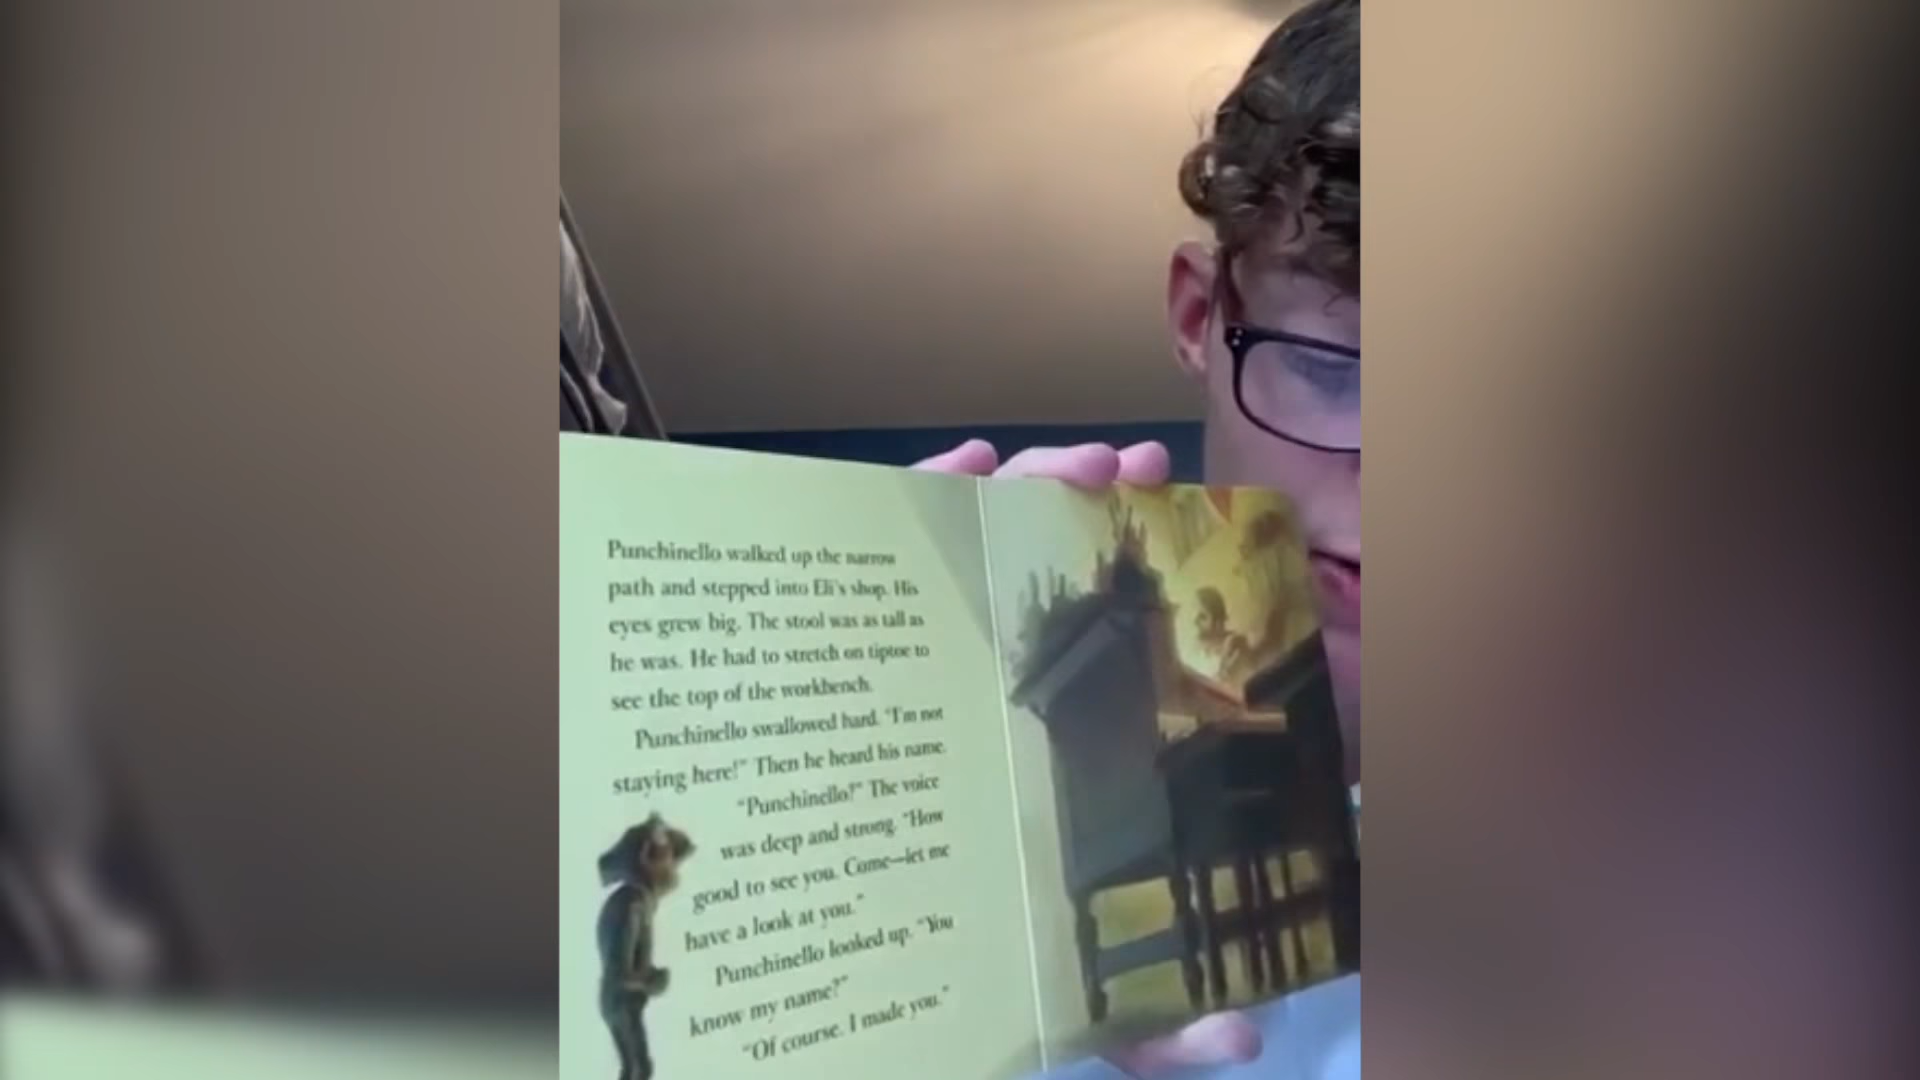 Punchinello walked up the narrow
path and stepped into Eli's shop. His
eyes grew big. The stool was as tall as
he was. He had to stretch on tiptoe to
see the top of the workbench.
Punchinello swallowed hard. "I'm not
staying here!" Then he heard his name.
"Punchinello?" The voice
was deep and strong. "How
good to see you. Come—let me
have a look at you."
Punchinello looked up. "You
know my name?"
"Of course. I made you."